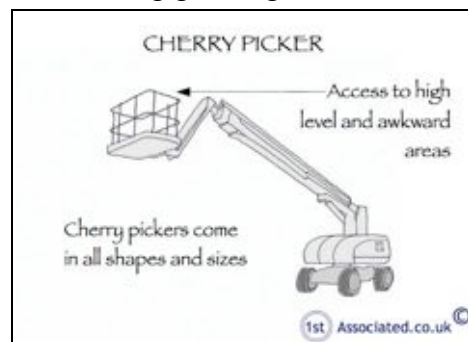 CHERRY PICKER
Access to high
level and awkward
areas
Cherry pickers come
in all shapes and sizes
1st Associated.co.uk ©